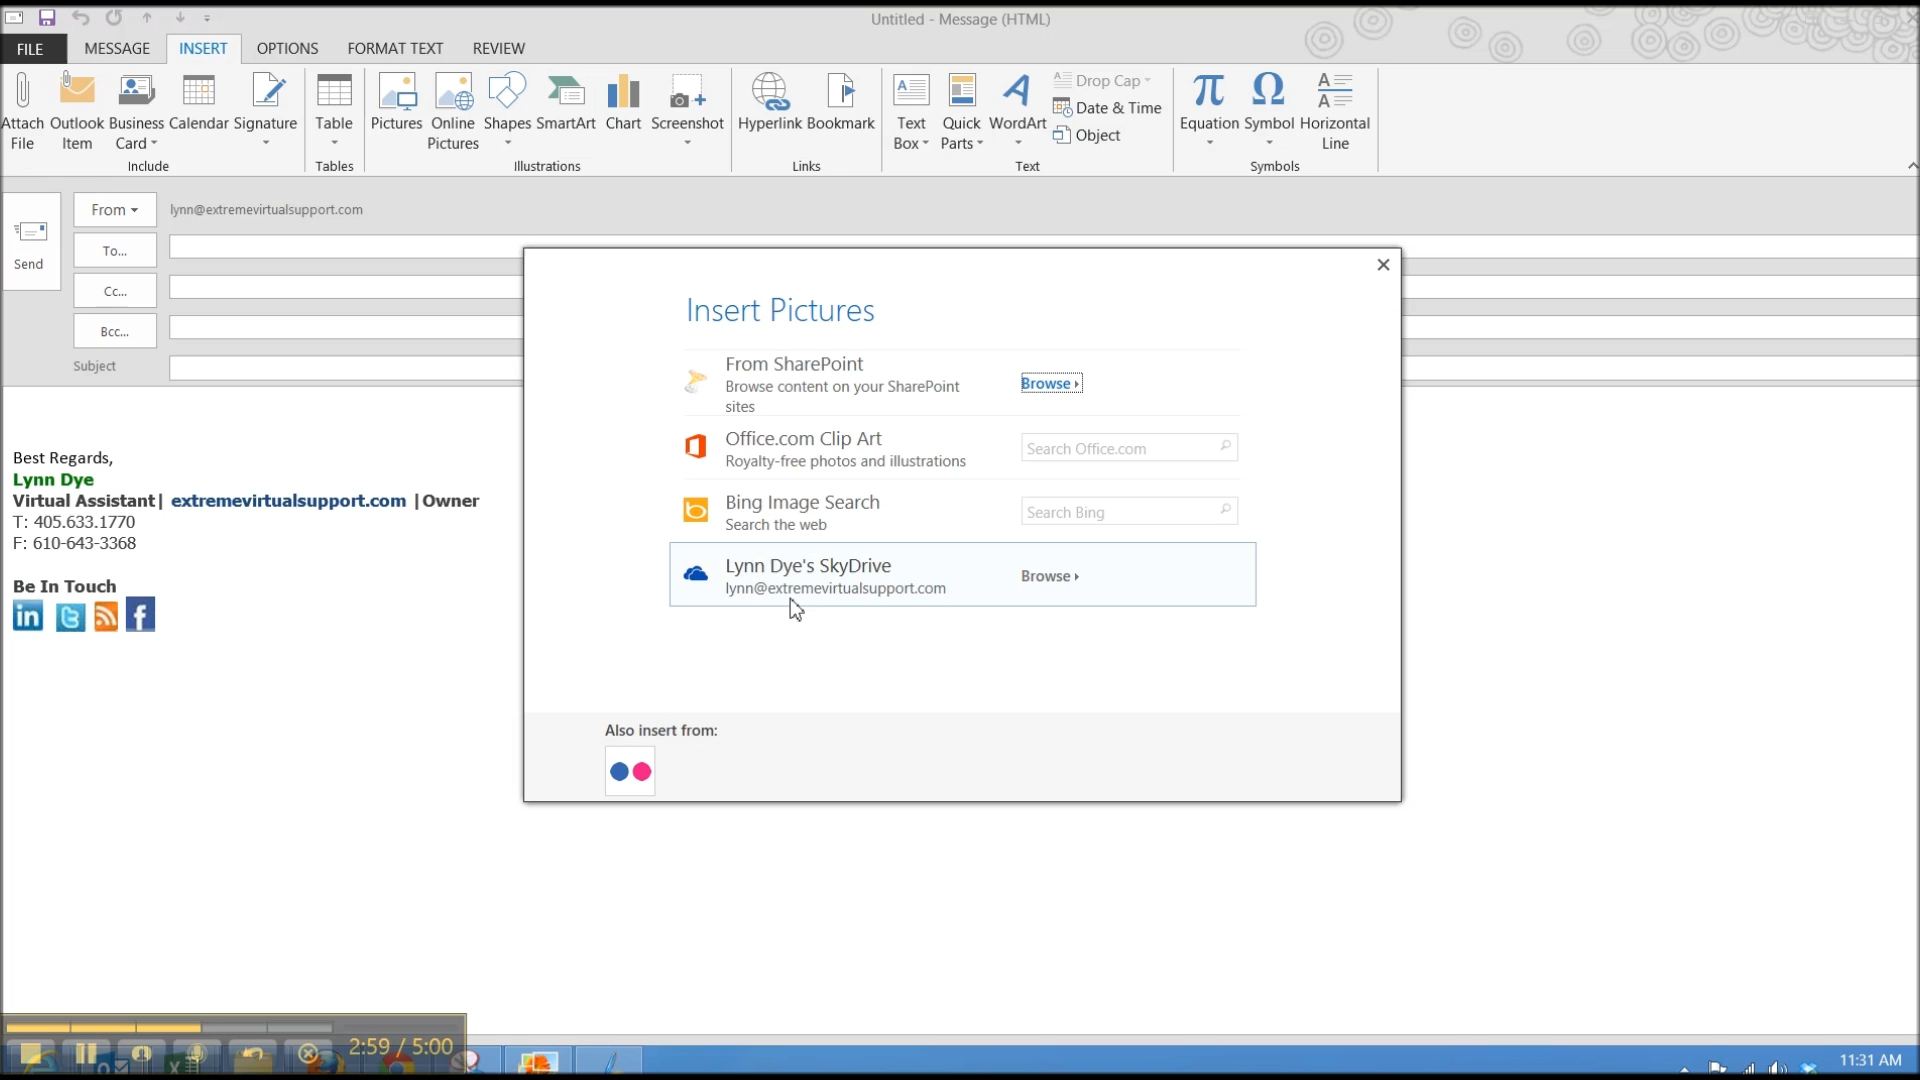 Untitled - Message (HTML)
FILE MESSAGE INSERT OPTIONS FORMAT TEXT REVIEW
Attach File
Outlook Item
Business Card
Calendar
Signature
Include
Table
Tables
Pictures
Online Pictures
Shapes
SmartArt
Chart
Screenshot
Illustrations
Hyperlink
Bookmark
Links
Text Box
Quick Parts
WordArt
Drop Cap
Date & Time
Object
Text
Equation
Symbol
Horizontal Line
Symbols
Send
From lynn@extremevirtualsupport.com
To...
Cc...
Bcc...
Subject
Best Regards,
Lynn Dye
Virtual Assistant| extremevirtualsupport.com |Owner
T: 405.633.1770
F: 610-643-3368
Be In Touch
Insert Pictures
From SharePoint
Browse content on your SharePoint
sites
Browse
Office.com Clip Art
Royalty-free photos and illustrations
Search Office.com
Bing Image Search
Search the web
Search Bing
Lynn Dye's SkyDrive
lynn@extremevirtualsupport.com
Browse
Also insert from:
2:59 / 5:00
11:31 AM